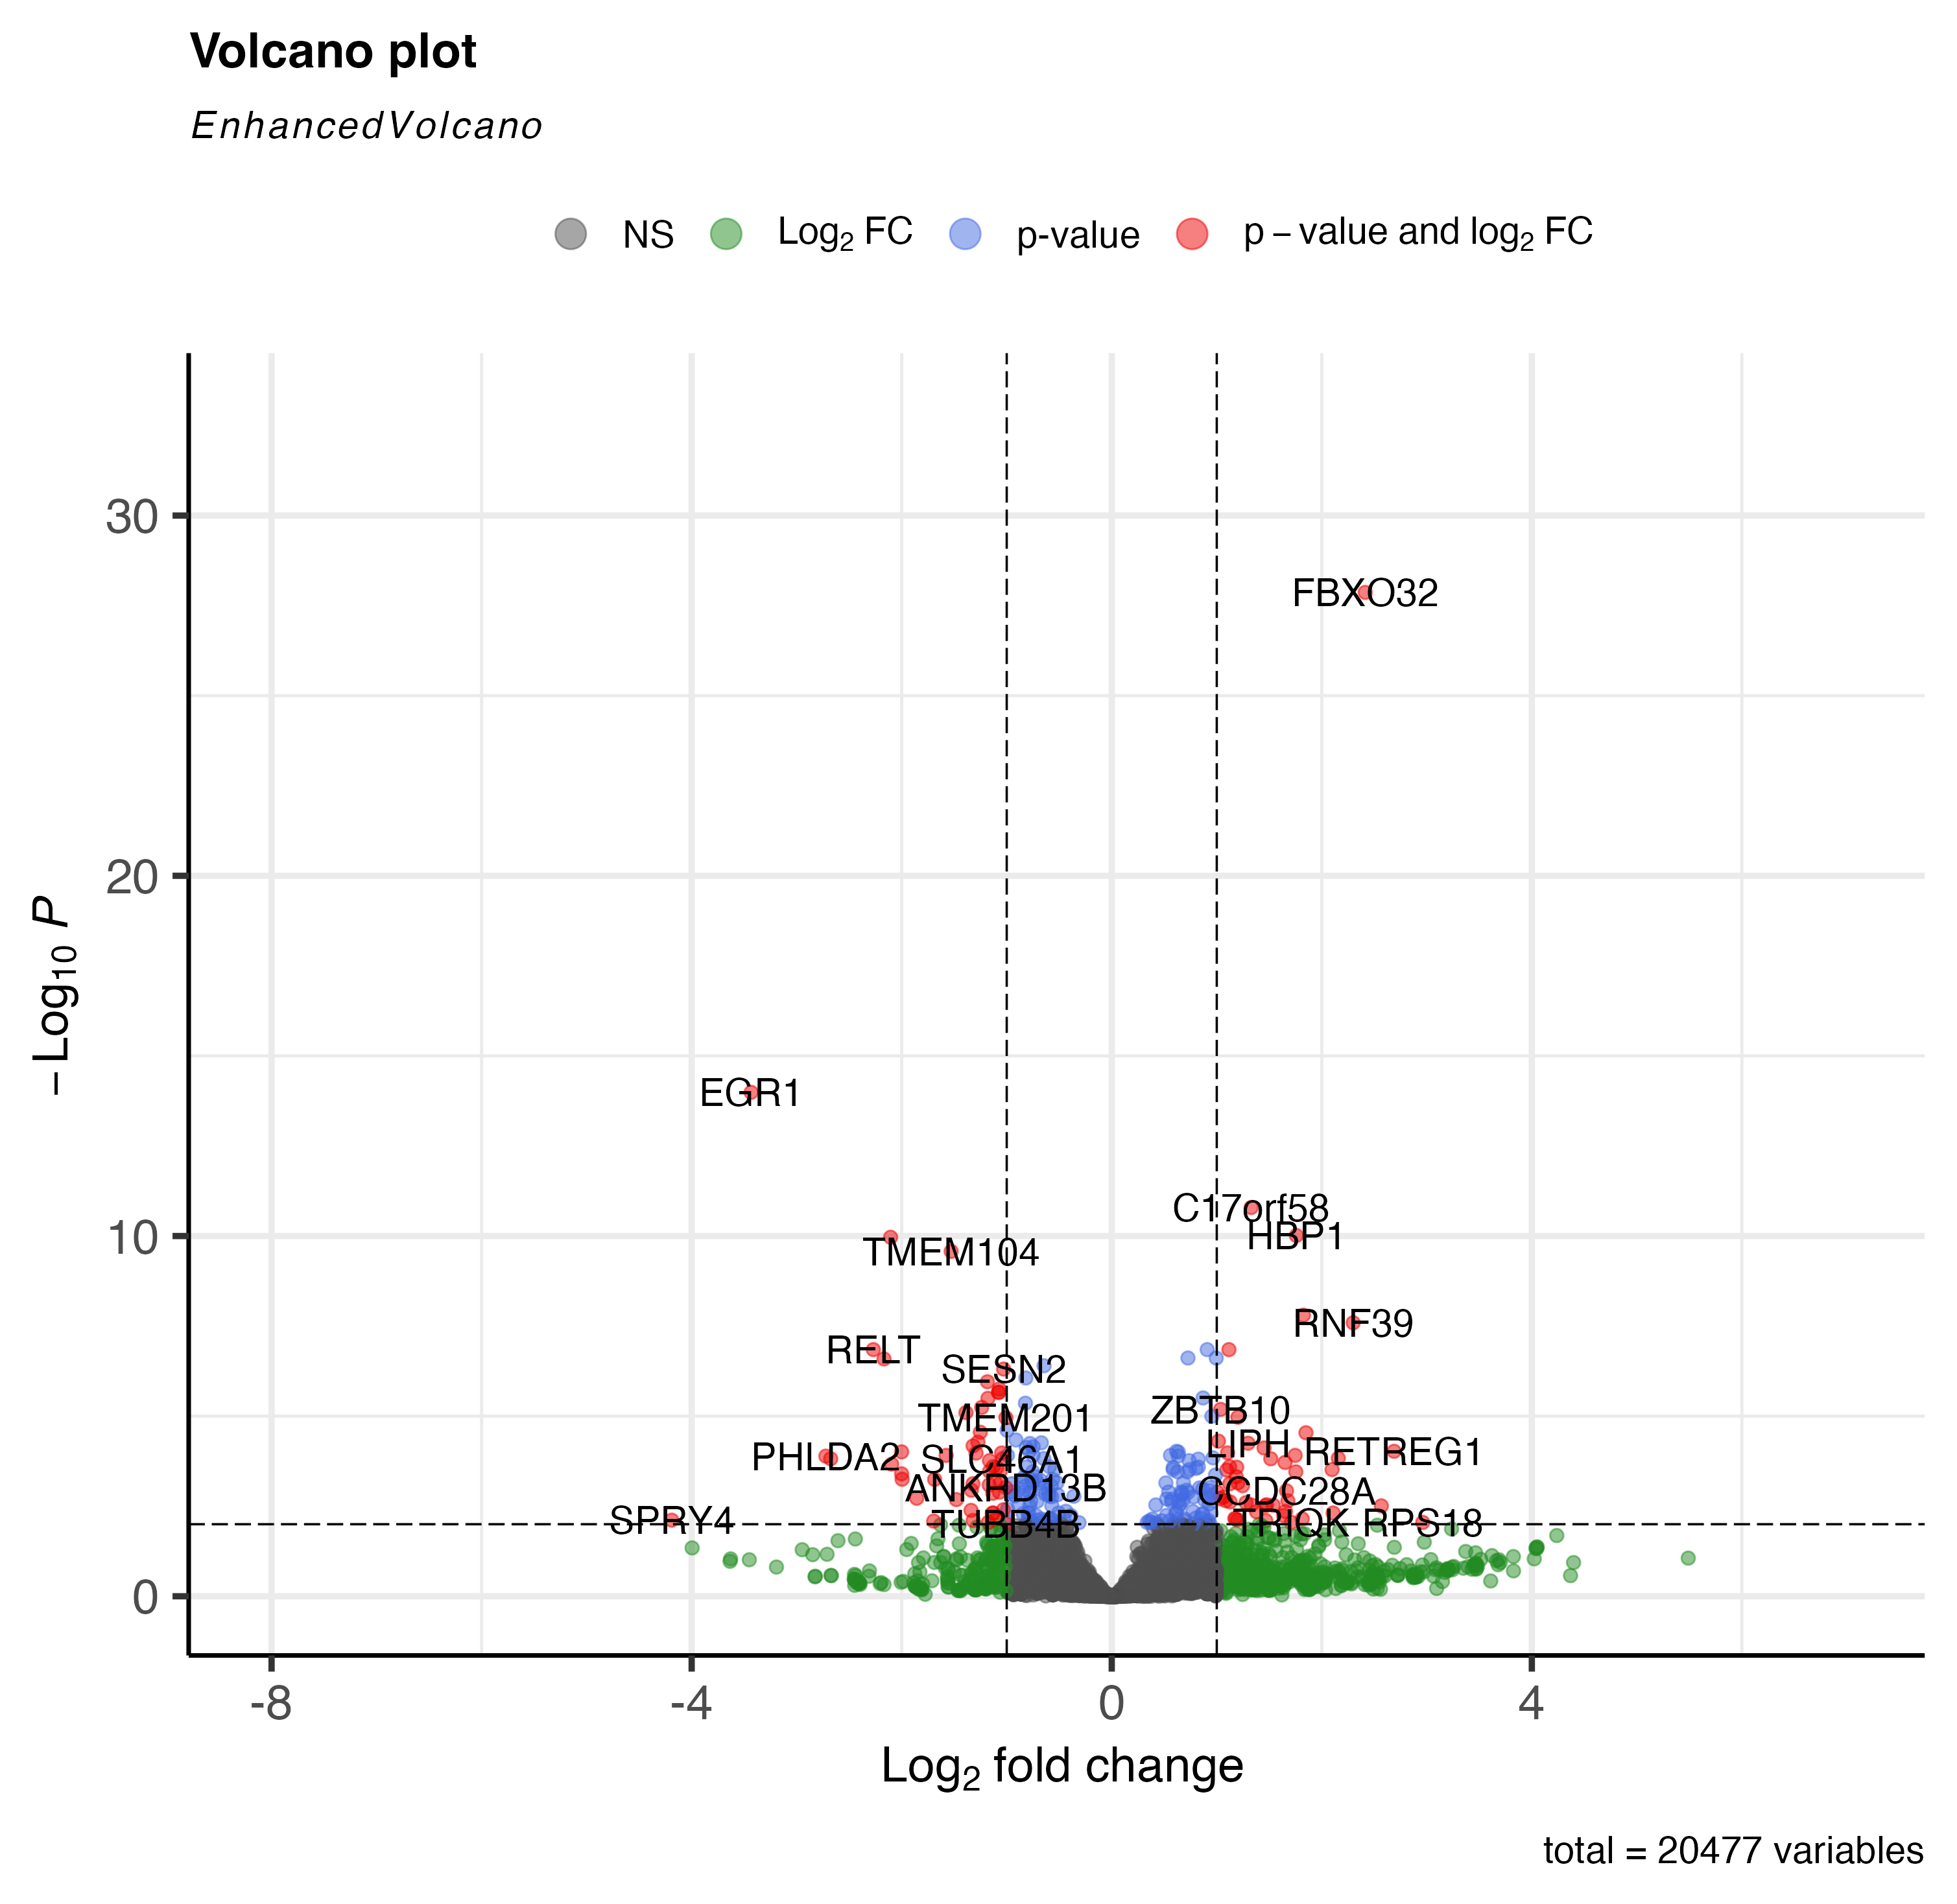 Volcano plot
EnhancedVolcano
NS Log2 FC p-value p – value and log2 FC
30
FBXO32
20
– Log10 P
EGR1
C17orf58
10
HBP1
TMEM104
RNF39
RELT
SESN2
ZBTB10
TMEM201
LIPH
RETREG1
PHLDA2
SLC46A1
ANKRD13B
CCDC28A
SPRY4
TUBB4B
TRIQK
RPS18
0
-8 -4 0 4
Log2 fold change
total = 20477 variables